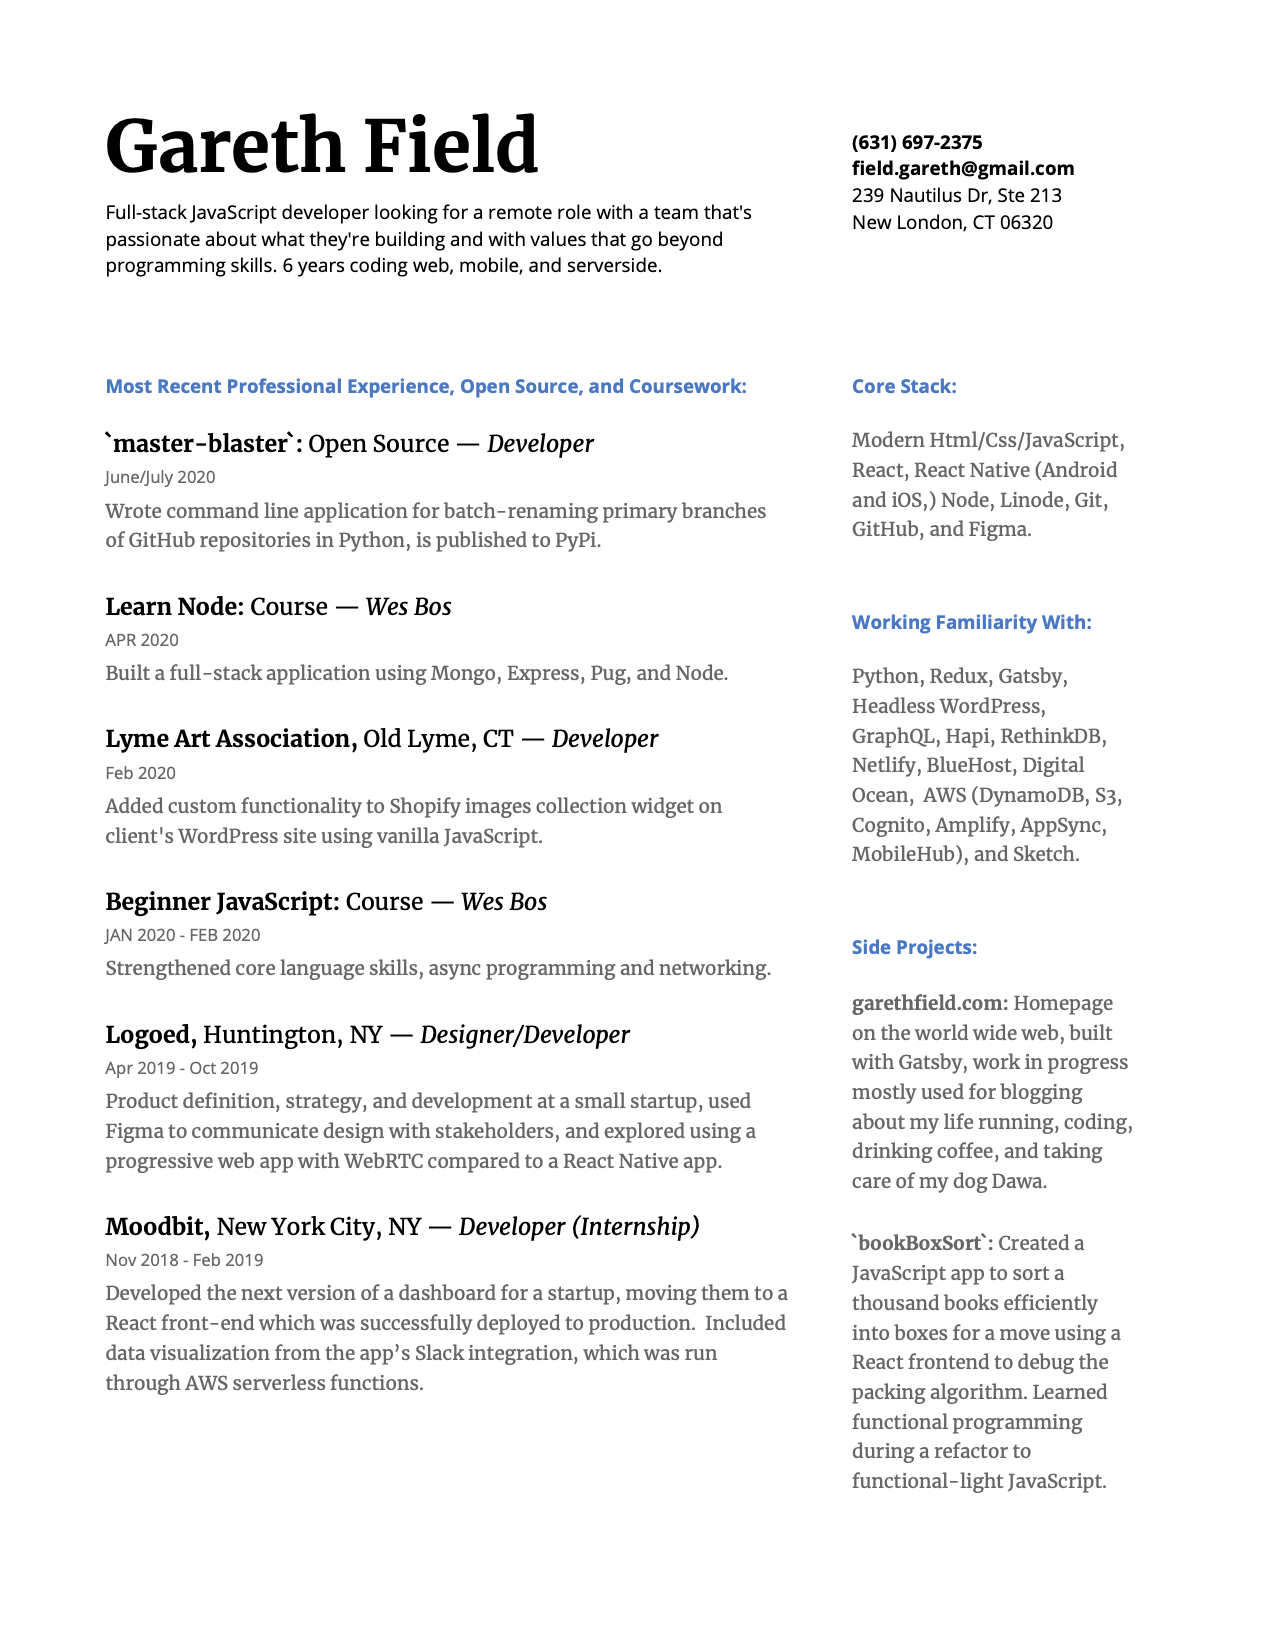 Gareth Field
Full-stack JavaScript developer looking for a remote role with a team that's
passionate about what they're building and with values that go beyond
programming skills. 6 years coding web, mobile, and serverside.
(631) 697-2375
field.gareth@gmail.com
239 Nautilus Dr, Ste 213
New London, CT 06320
Most Recent Professional Experience, Open Source, and Coursework:
`master-blaster`: Open Source — Developer
June/July 2020
Wrote command line application for batch-renaming primary branches
of GitHub repositories in Python, is published to PyPi.
Learn Node: Course — Wes Bos
APR 2020
Built a full-stack application using Mongo, Express, Pug, and Node.
Lyme Art Association, Old Lyme, CT — Developer
Feb 2020
Added custom functionality to Shopify images collection widget on
client's WordPress site using vanilla JavaScript.
Beginner JavaScript: Course — Wes Bos
JAN 2020 - FEB 2020
Strengthened core language skills, async programming and networking.
Logoed, Huntington, NY — Designer/Developer
Apr 2019 - Oct 2019
Product definition, strategy, and development at a small startup, used
Figma to communicate design with stakeholders, and explored using a
progressive web app with WebRTC compared to a React Native app.
Moodbit, New York City, NY — Developer (Internship)
Nov 2018 - Feb 2019
Developed the next version of a dashboard for a startup, moving them to a
React front-end which was successfully deployed to production.  Included
data visualization from the app’s Slack integration, which was run
through AWS serverless functions.
Core Stack:
Modern Html/Css/JavaScript,
React, React Native (Android
and iOS,) Node, Linode, Git,
GitHub, and Figma.
Working Familiarity With:
Python, Redux, Gatsby,
Headless WordPress,
GraphQL, Hapi, RethinkDB,
Netlify, BlueHost, Digital
Ocean,  AWS (DynamoDB, S3,
Cognito, Amplify, AppSync,
MobileHub), and Sketch.
Side Projects:
garethfield.com: Homepage
on the world wide web, built
with Gatsby, work in progress
mostly used for blogging
about my life running, coding,
drinking coffee, and taking
care of my dog Dawa.
`bookBoxSort`: Created a
JavaScript app to sort a
thousand books efficiently
into boxes for a move using a
React frontend to debug the
packing algorithm. Learned
functional programming
during a refactor to
functional-light JavaScript.